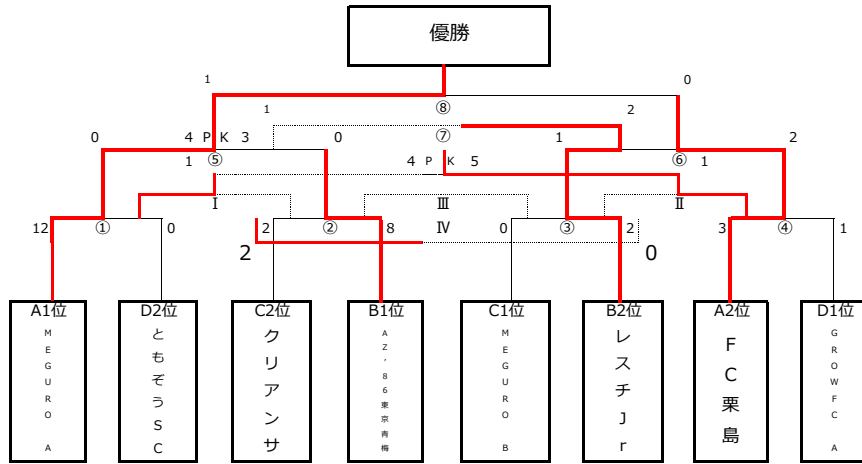 優勝
1 0
1 ⑧ 2
0 4 P K 3 0 ⑦ 1 2
1 ⑤ 4 P K 5 ⑥ 1
Ⅰ Ⅲ Ⅱ
12 ① 0 2 ② 8 Ⅳ 0 ③ 2 3 ④ 1
2 0
A1位 D2位 C2位 B1位 C1位 B2位 A2位 D1位
MEGURO A
ともぞうSC
クリアンサ
AZ'86東京青梅
MEGURO B
レスチJr
FC栗島
GROWFC A